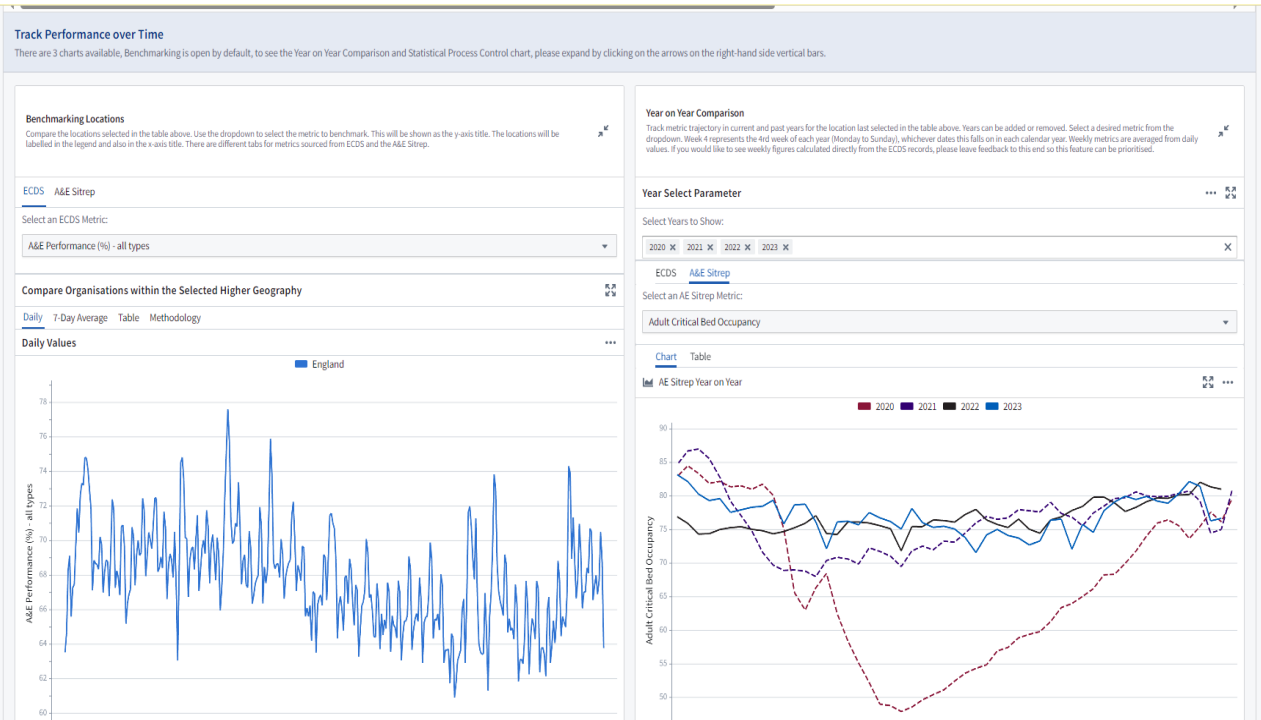 Track Performance over Time
There are 3 charts available, Benchmarking is open by default, to see the Year on Year Comparison and Statistical Process Control chart, please expand by clicking on the arrows on the right-hand side vertical bars.
Benchmarking Locations
Compare the locations selected in the table above. Use the dropdown to select the metric to benchmark. This will be shown as the y-axis title. The locations will be
labelled in the legend and also in the x-axis title. There are different tabs for metrics sourced from ECDS and the A&E Sitrep.
ECDS A&E Sitrep
Select an ECDS Metric:
A&E Performance (%) - all types
Compare Organisations within the Selected Higher Geography
Daily 7-Day Average Table Methodology
Daily Values
England
78
76
74
72
70
68
66
64
62
60
A&E Performance (%) - all types
Year on Year Comparison
Track metric trajectory in current and past years for the location last selected in the table above. Years can be added or removed. Select a desired metric from the
dropdown. Week 4 represents the 4rd week of each year (Monday to Sunday), whichever dates this falls on in each calendar year. Weekly metrics are averaged from daily
values. If you would like to see weekly figures calculated directly from the ECDS records, please leave feedback to this end so this feature can be prioritised.
Year Select Parameter
Select Years to Show:
2020 2021 2022 2023
ECDS A&E Sitrep
Select an AE Sitrep Metric:
Adult Critical Bed Occupancy
Chart Table
AE Sitrep Year on Year
2020 2021 2022 2023
90
85
80
75
70
65
60
55
50
Adult Critical Bed Occupancy